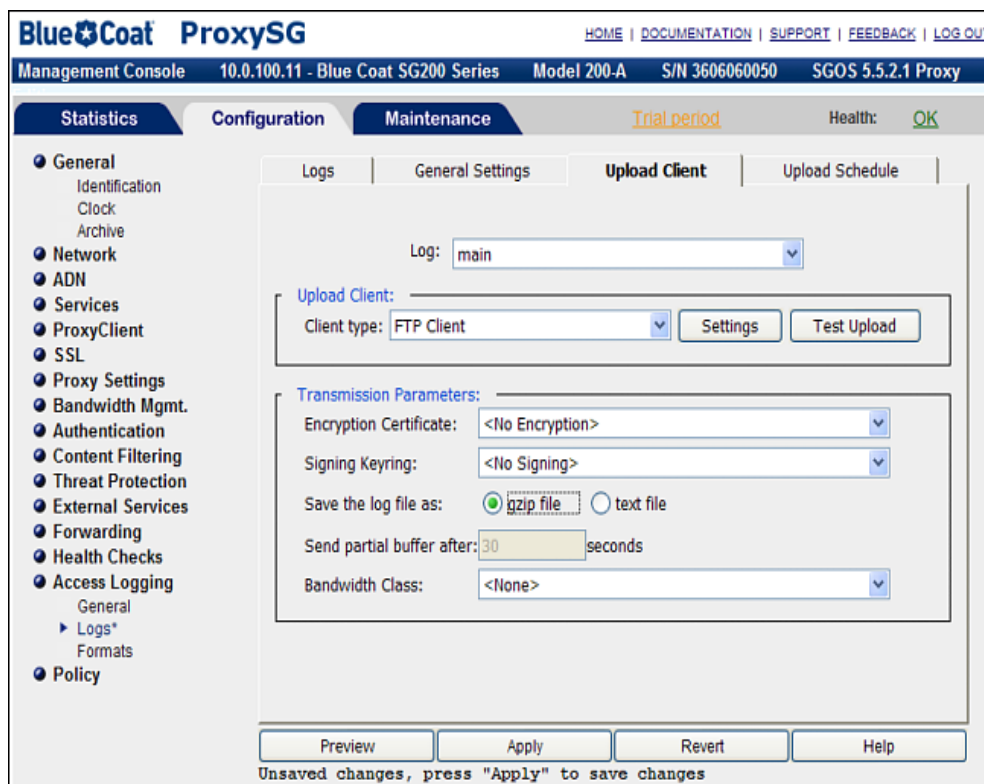 Blue Coat ProxySG
HOME | DOCUMENTATION | SUPPORT | FEEDBACK | LOG OUT
Management Console 10.0.100.11 - Blue Coat SG200 Series Model 200-A S/N 3606060050 SGOS 5.5.2.1 Proxy
Statistics Configuration Maintenance Trial period Health: OK
General
Identification
Clock
Archive
Network
ADN
Services
ProxyClient
SSL
Proxy Settings
Bandwidth Mgmt.
Authentication
Content Filtering
Threat Protection
External Services
Forwarding
Health Checks
Access Logging
General
Logs*
Formats
Policy
Logs General Settings Upload Client Upload Schedule
Log: main
Upload Client:
Client type: FTP Client Settings Test Upload
Transmission Parameters:
Encryption Certificate: <No Encryption>
Signing Keyring: <No Signing>
Save the log file as: gzip file text file
Send partial buffer after: 30 seconds
Bandwidth Class: <None>
Preview Apply Revert Help
Unsaved changes, press "Apply" to save changes